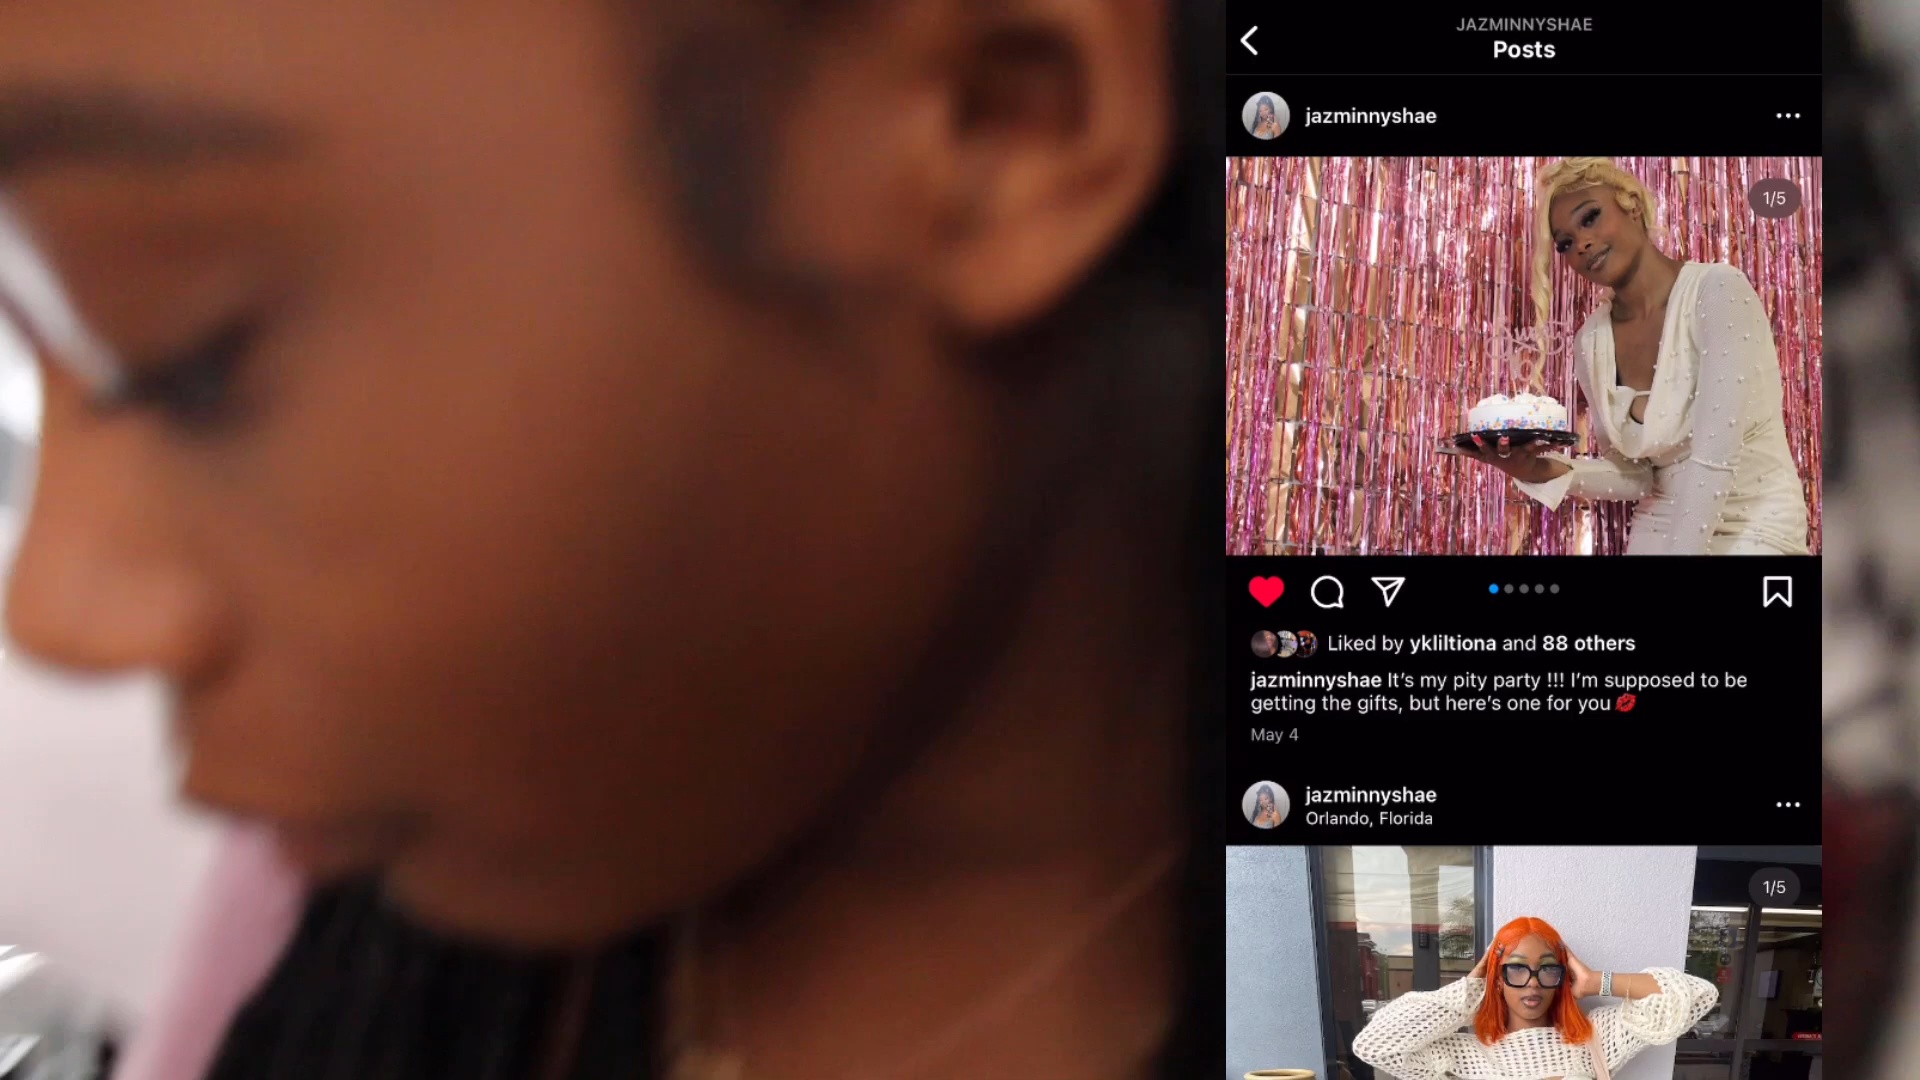 JAZMINNYSHAE
Posts
jazminnyshae
1/5
Liked by ykliltiona and 88 others
jazminnyshae It’s my pity party !!! I’m supposed to be
getting the gifts, but here’s one for you💋
May 4
jazminnyshae
Orlando, Florida
1/5